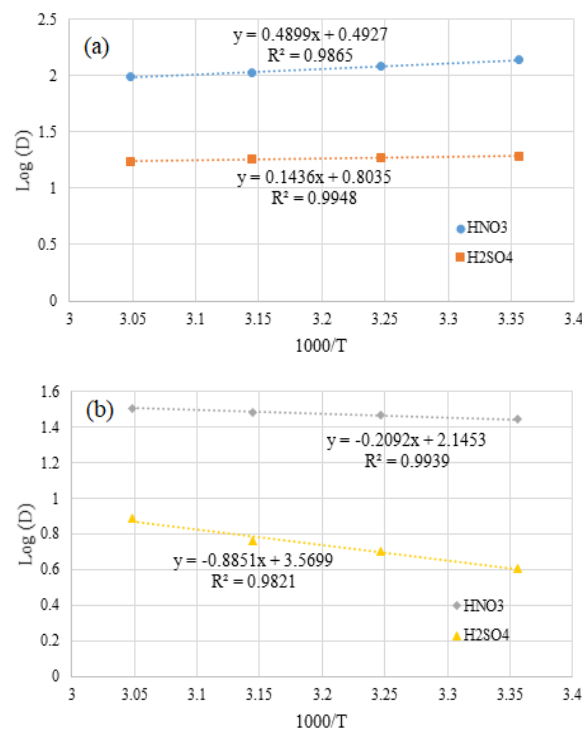 (a)
y = 0.4899x + 0.4927
R² = 0.9865
y = 0.1436x + 0.8035
R² = 0.9948
HNO3
H2SO4
Log (D)
2.5
2
1.5
1
0.5
0
3 3.05 3.1 3.15 3.2 3.25 3.3 3.35 3.4
1000/T
(b)
y = -0.2092x + 2.1453
R² = 0.9939
y = -0.8851x + 3.5699
R² = 0.9821
HNO3
H2SO4
Log (D)
1.6
1.4
1.2
1
0.8
0.6
0.4
0.2
0
3 3.05 3.1 3.15 3.2 3.25 3.3 3.35 3.4
1000/T